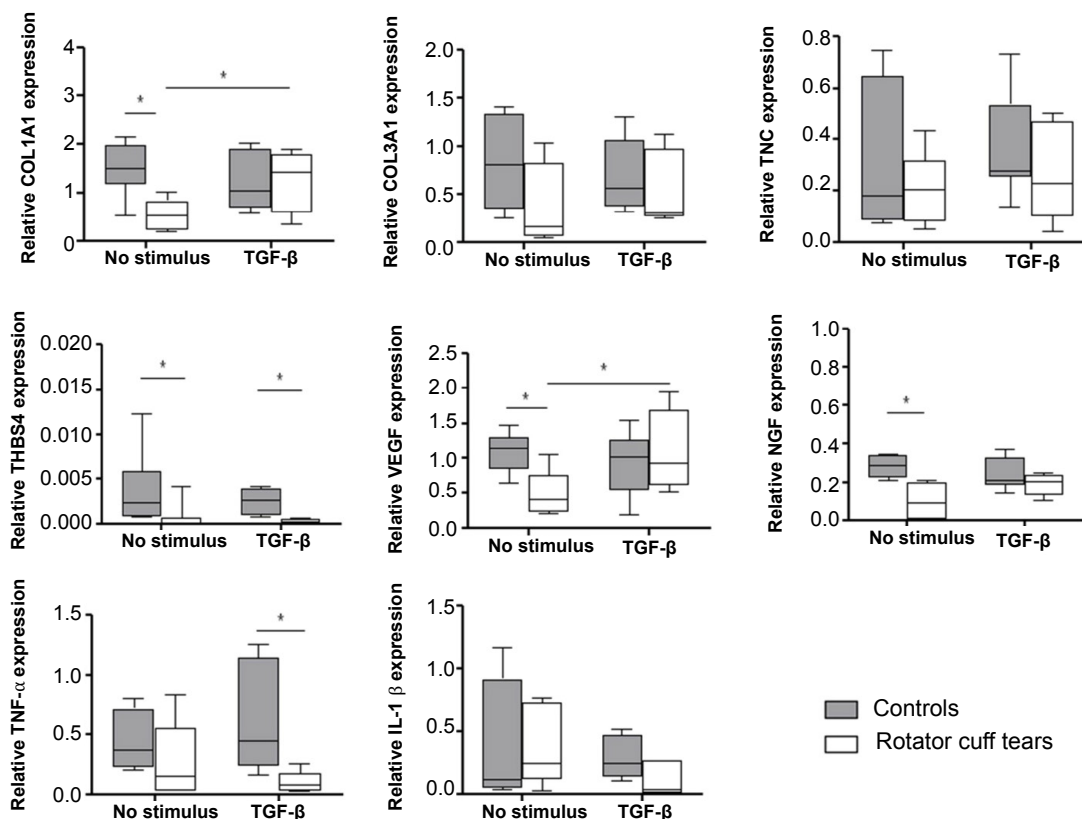 Relative COL1A1 expression
4
3
2
1
0
*
*
No stimulus
TGF-β
Relative COL3A1 expression
2.0
1.5
1.0
0.5
0.0
No stimulus
TGF-β
Relative TNC expression
0.8
0.6
0.4
0.2
0.0
No stimulus
TGF-β
Relative THBS4 expression
0.020
0.015
0.010
0.005
0.000
*
*
No stimulus
TGF-β
Relative VEGF expression
2.5
2.0
1.5
1.0
0.5
0.0
*
*
No stimulus
TGF-β
Relative NGF expression
1.0
0.8
0.6
0.4
0.2
0.0
*
No stimulus
TGF-β
Relative TNF-α expression
1.5
1.0
0.5
0.0
*
No stimulus
TGF-β
Relative IL-1 β expression
1.5
1.0
0.5
0.0
No stimulus
TGF-β
Controls
Rotator cuff tears